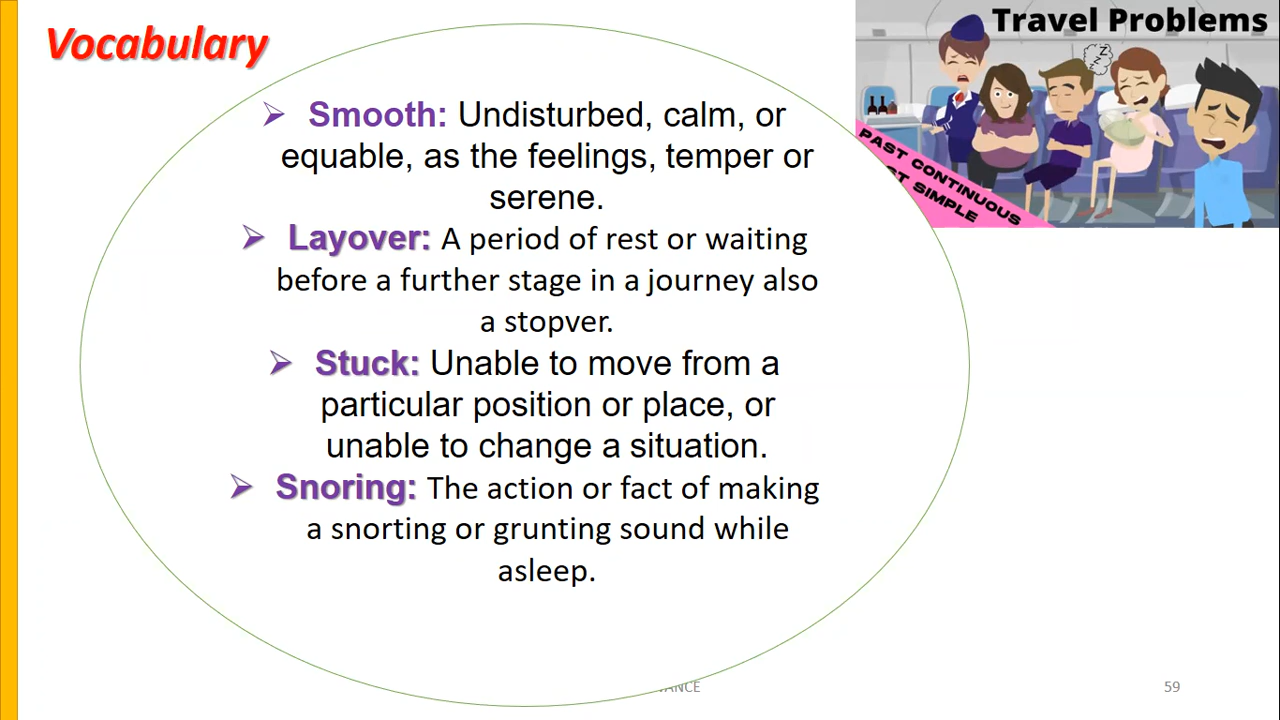 Vocabulary
Travel Problems
PAST CONTINUOUS
SIMPLE
➢ Smooth: Undisturbed, calm, or
equable, as the feelings, temper or
serene.
➢ Layover: A period of rest or waiting
before a further stage in a journey also
a stopver.
➢ Stuck: Unable to move from a
particular position or place, or
unable to change a situation.
➢ Snoring: The action or fact of making
a snorting or grunting sound while
asleep.
59